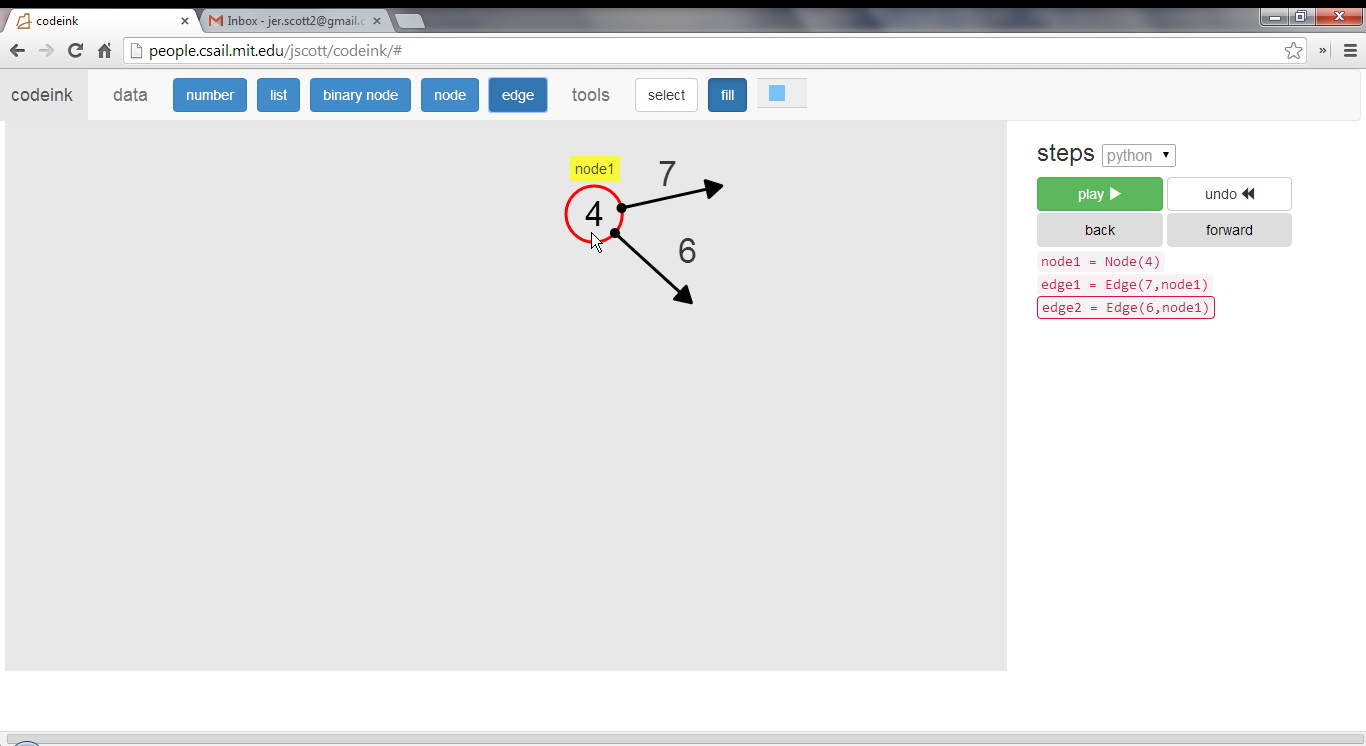 codeink
Inbox - jer.scott2@gmail.c
people.csail.mit.edu/jscott/codeink/#
codeink data number list binary node node edge tools select fill
node1
7
4
6
steps python
play undo
back forward
node1 = Node(4)
edge1 = Edge(7,node1)
edge2 = Edge(6,node1)